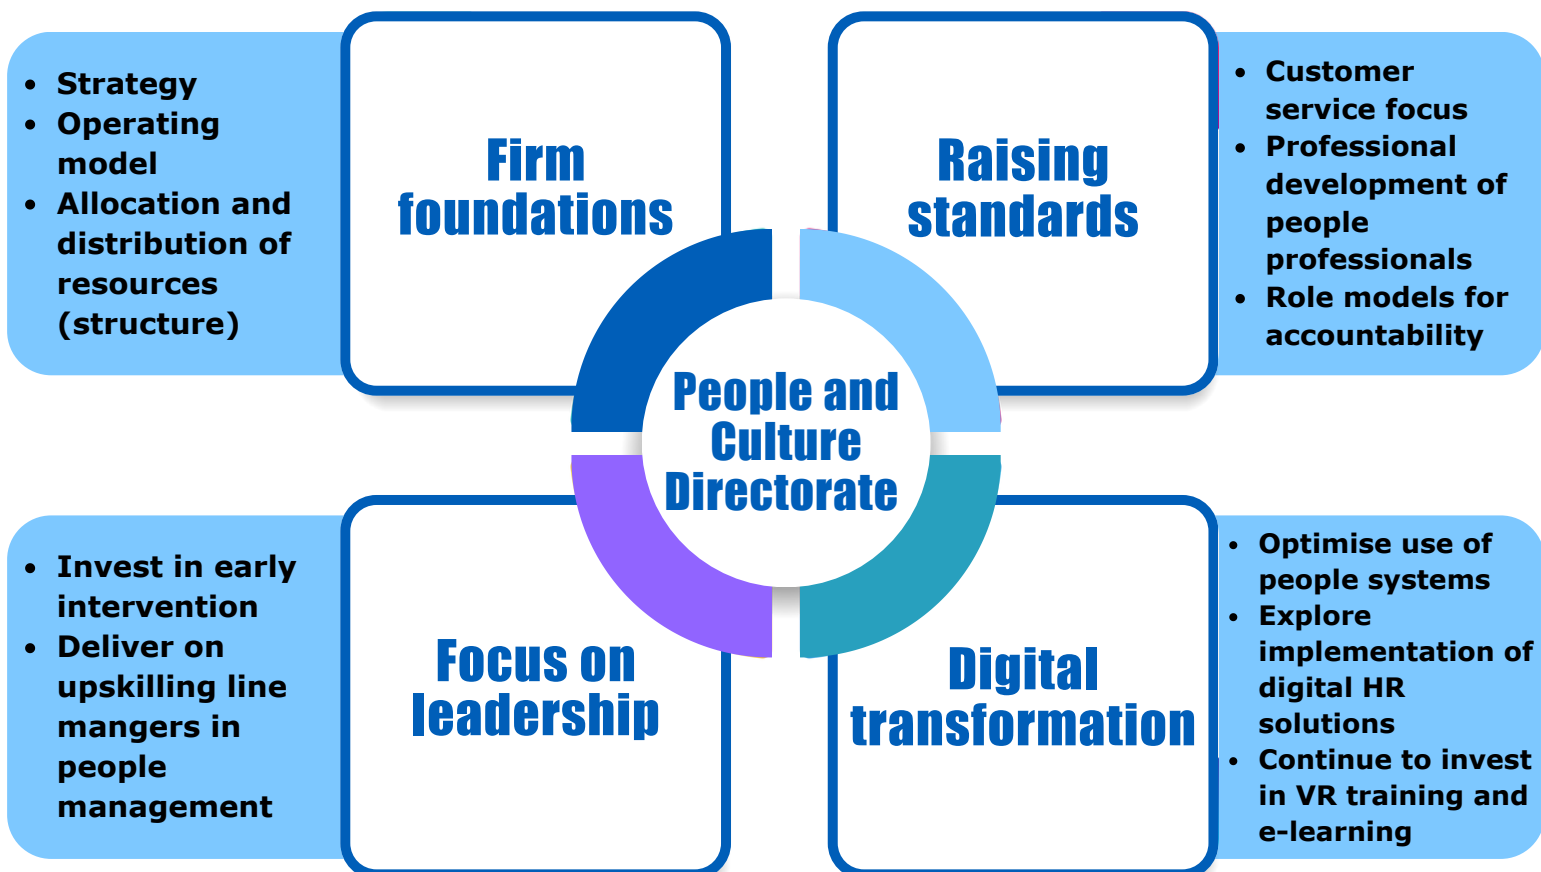 • Strategy
• Operating
model
• Allocation and
distribution of
resources
(structure)
Firm
foundations
Raising
standards
• Customer
service focus
• Professional
development of
people
professionals
• Role models for
accountability
People and
Culture
Directorate
• Invest in early
intervention
• Deliver on
upskilling line
mangers in
people
management
Focus on
leadership
Digital
transformation
• Optimise use of
people systems
• Explore
implementation of
digital HR
solutions
• Continue to invest
in VR training and
e-learning